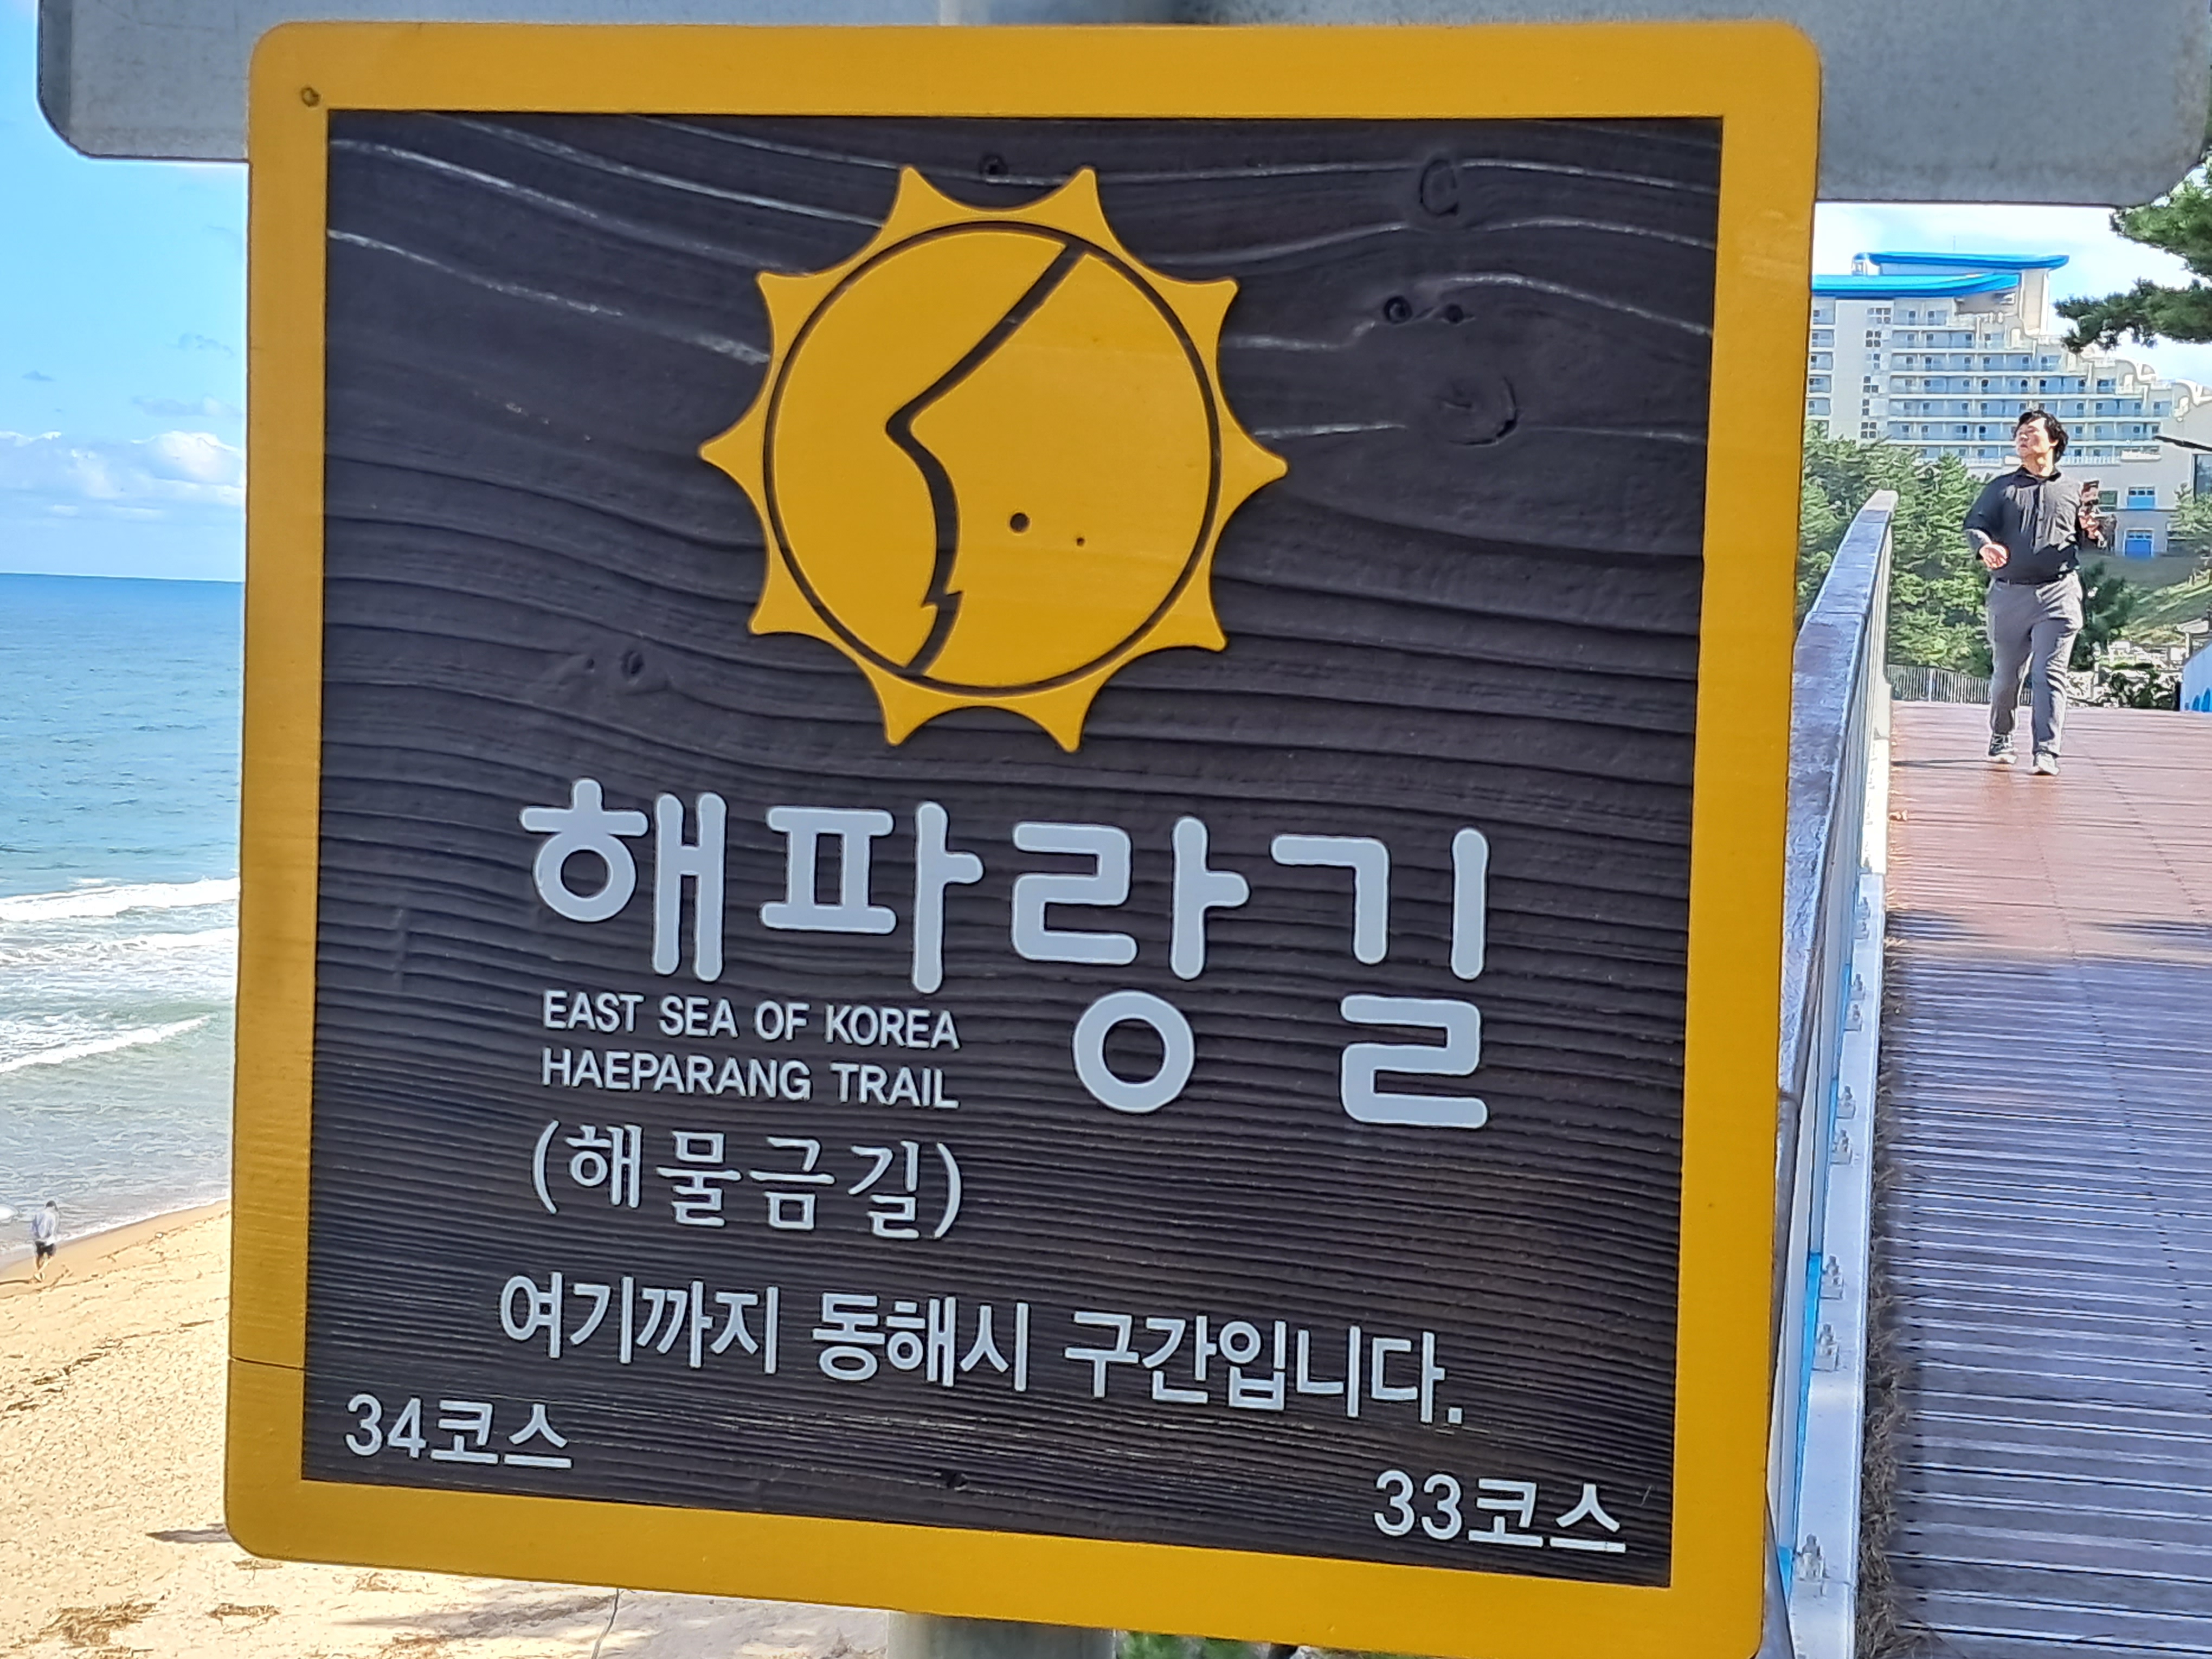 해파랑길
EAST SEA OF KOREA
HAEPARANG TRAIL
(해물금길)
여기까지 동해시 구간입니다.
34코스
33코스